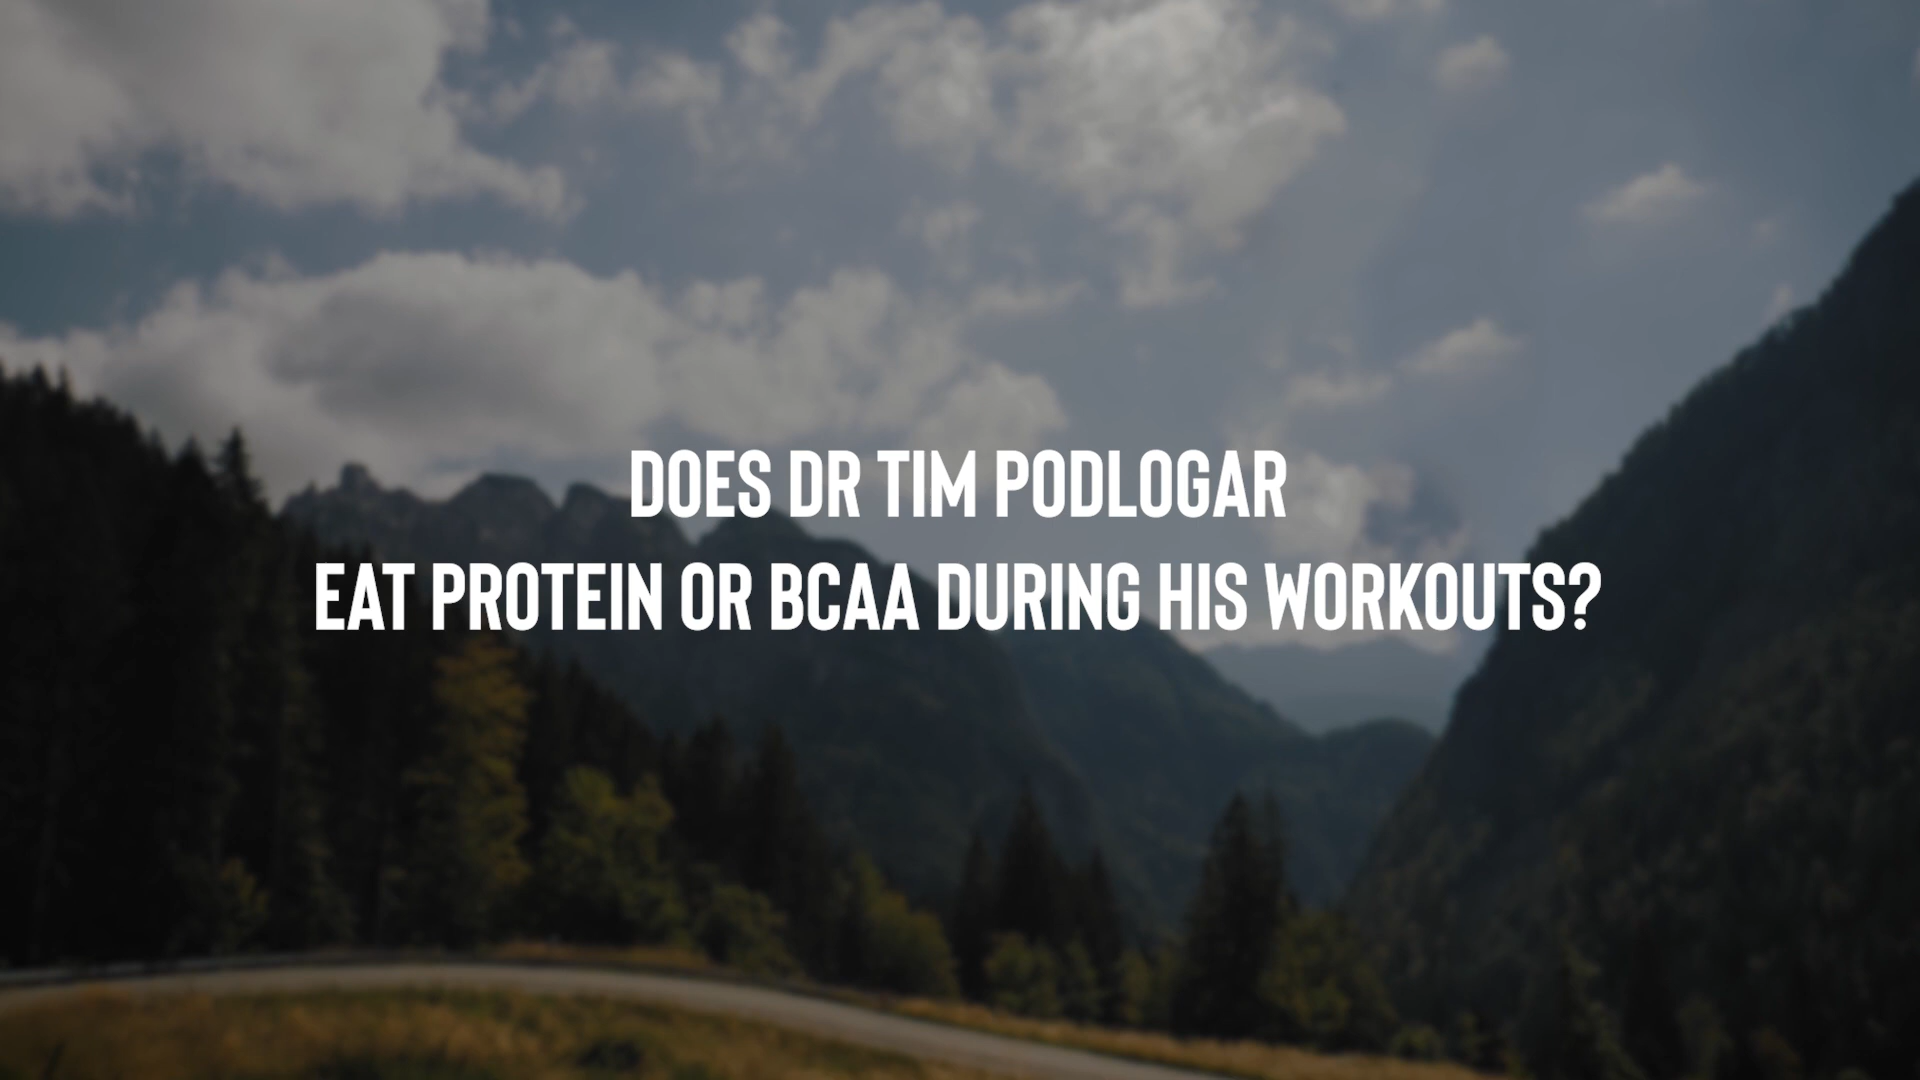 DOES DR TIM PODLOGAR
EAT PROTEIN OR BCAA DURING HIS WORKOUTS?